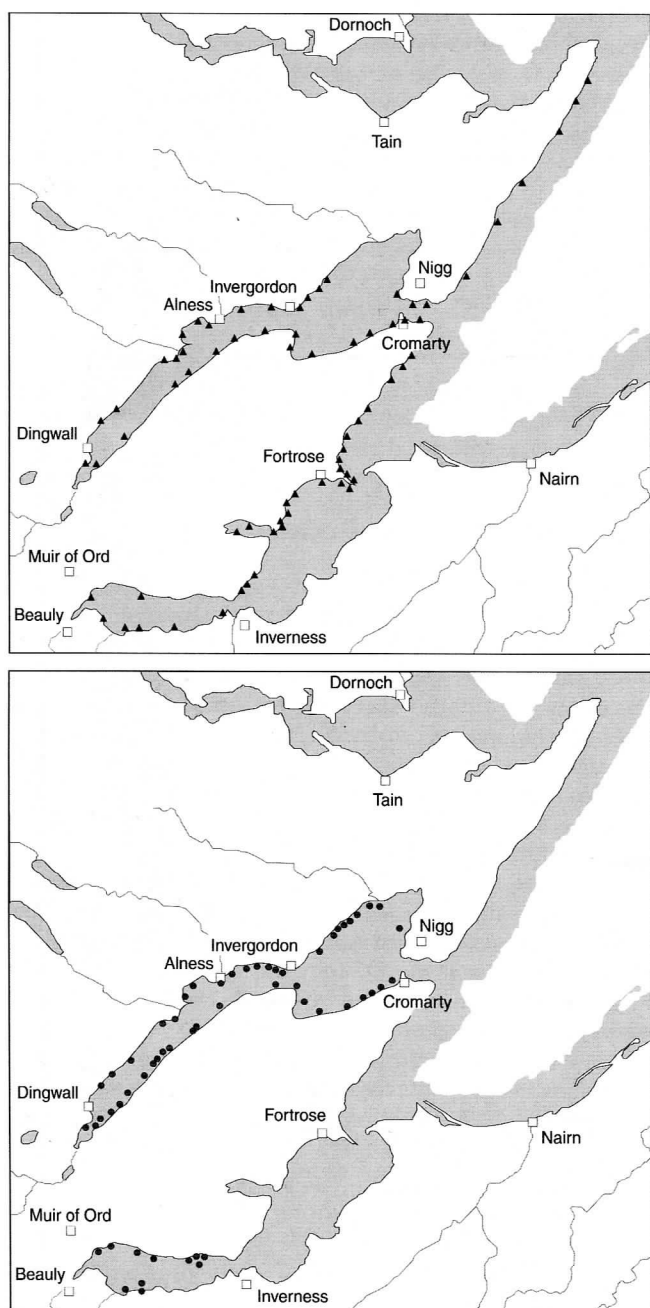 Dornoch
Tain
Nigg
Invergordon
Alness
Cromarty
Dingwall
Fortrose
Nairn
Muir of Ord
Beauly
Inverness
Dornoch
Tain
Nigg
Invergordon
Alness
Cromarty
Dingwall
Fortrose
Nairn
Muir of Ord
Beauly
Inverness